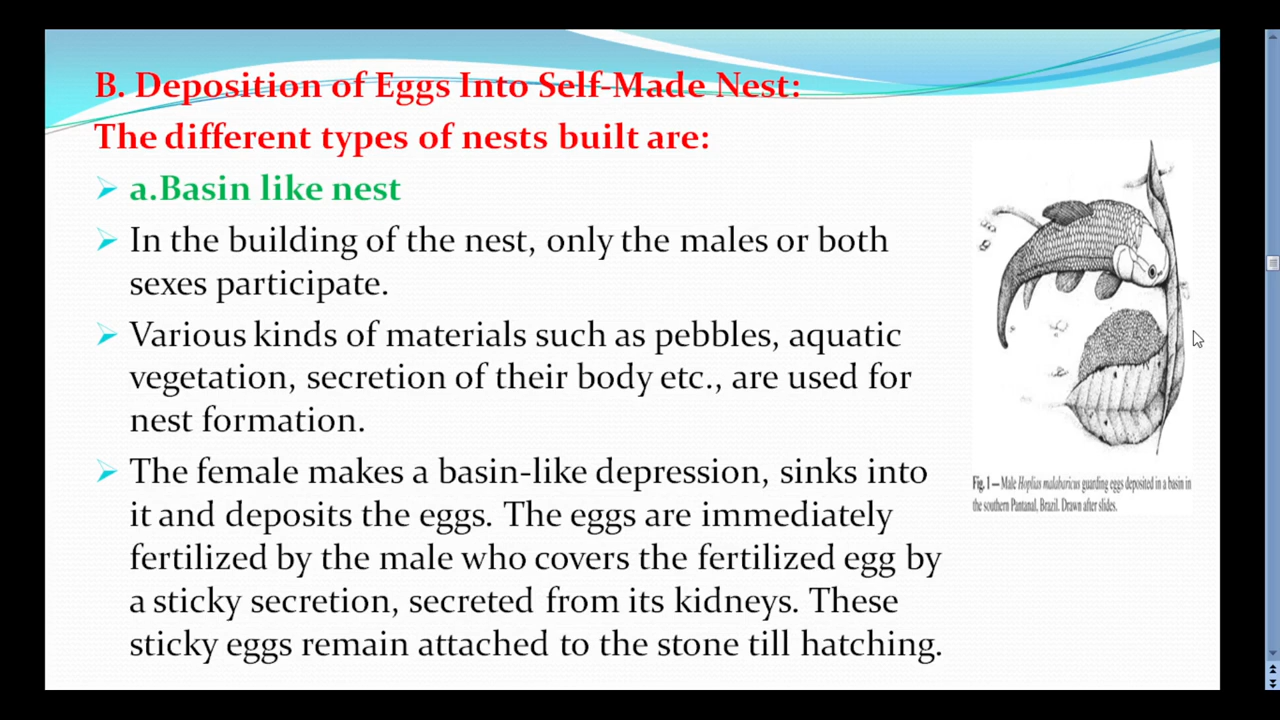 B. Deposition of Eggs Into Self-Made Nest:
The different types of nests built are:
a.Basin like nest
In the building of the nest, only the males or both
sexes participate.
Various kinds of materials such as pebbles, aquatic
vegetation, secretion of their body etc., are used for
nest formation.
The female makes a basin-like depression, sinks into
it and deposits the eggs. The eggs are immediately
fertilized by the male who covers the fertilized egg by
a sticky secretion, secreted from its kidneys. These
sticky eggs remain attached to the stone till hatching.
Fig. 1 — Male Hoplias malabaricus guarding eggs deposited in a basin in
the southern Pantanal, Brazil. Drawn after slides.